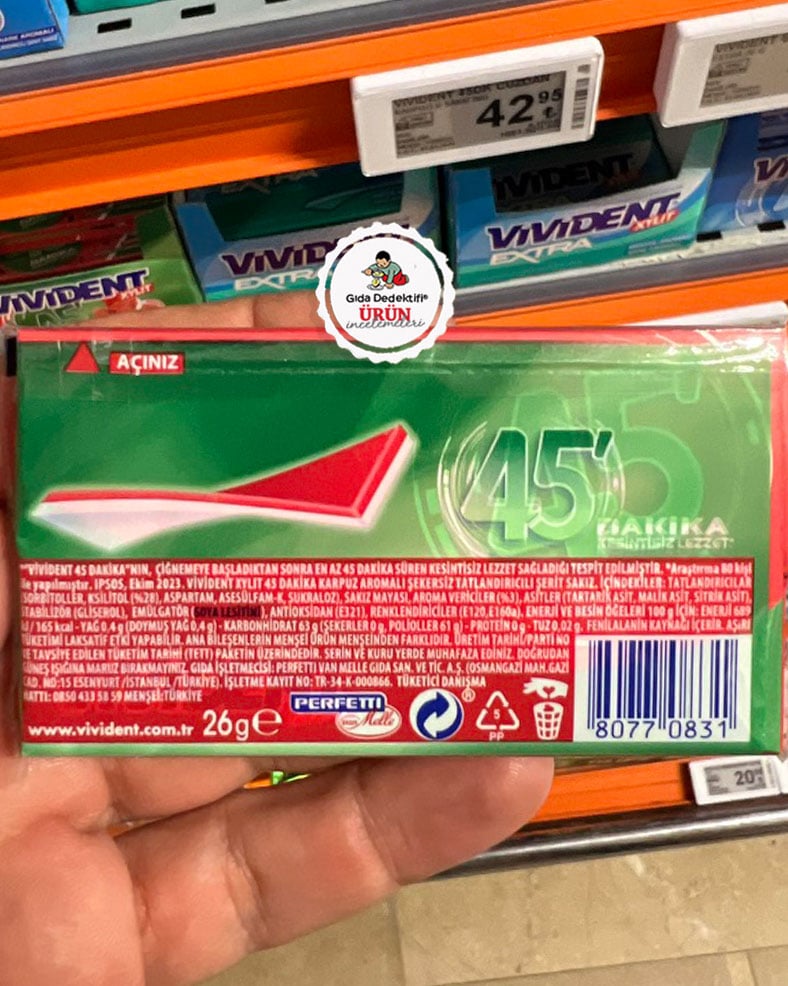 VIVIDENT 45DK CÜZDAN
42 95 ₺
VIVIDENT
VIVIDENT
XYLIT
VIVIDENT
EXTRA
VIVIDENT
XYLIT
EXTRA
Gıda Dedektifi®
ÜRÜN
incelemeleri
AÇINIZ
45'
DAKİKA
KESİNTİSİZ LEZZET*
"VİVİDENT 45 DAKİKA"NIN, ÇİĞNEMEYE BAŞLADIKTAN SONRA EN AZ 45 DAKİKA SÜREN KESİNTİSİZ LEZZET SAĞLADIĞI TESPİT EDİLMİŞTİR. *Araştırma 80 kişi
ile yapılmıştır. IPSOS, Ekim 2023. VİVİDENT XYLIT 45 DAKİKA KARPUZ AROMALI ŞEKERSİZ TATLANDIRICILI ŞERİT SAKIZ. İÇİNDEKİLER: TATLANDIRICILAR
SORBİTOLLER, KSİLİTOL (%28), ASPARTAN, ASESÜLFAM-K, SUKRALOZ), SAKIZ MAYASI, AROMA VERİCİLER (%3), ASİTLER (TARTARİK ASİT, MALİK ASİT, SİTRİK ASİT)
STABİLİZÖR (GLİSEROL), EMÜLGATÖR (SOYA LESİTİNİ), ANTİOKSİDAN (E321), RENKLENDİRİCİLER (E120,E160a). ENERJİ VE BESİN ÖGELERİ 100 g İÇİN: ENERJİ 689
/ 165 kcal - YAĞ 0,4 g (DOYMUŞ YAĞ 0,4 g) - KARBONHİDRAT 63 g (ŞEKERLER 0 g, POLİOLLER 61 g) - PROTEİN 0 g - TUZ 0,02 g. FENİLALANİN KAYNAĞI İÇERİR. AŞIRI
TÜKETİMİ LAKSATİF ETKİ YAPABİLİR. ANA BİLEŞENLERİN MENŞEİ ÜRÜN MENŞEİNDEN FARKLIDIR. ÜRETİM TARİHİ/PARTİ NO
VE TAVSİYE EDİLEN TÜKETİM TARİHİ (TETT) PAKETİN ÜZERİNDEDİR. SERİN VE KURU YERDE MUHAFAZA EDİNİZ. DOĞRUDAN
GÜNEŞ IŞIĞINA MARUZ BIRAKMAYINIZ. GIDA İŞLETMECİSİ: PERFETTI VAN MELLE GIDA SAN. VE TİC. A.Ş. (OSMANGAZİ MAH.GAZİ
CAD. NO:15 ESENYURT /İSTANBUL /TÜRKİYE). İŞLETME KAYIT NO: TR-34-K-000866. TÜKETİCİ DANIŞMA
HATTI: 0850 433 58 59 MENŞEİ:TÜRKİYE
www.vivident.com.tr 26g e
PERFETTI
van Melle
®
5
PP
8077 0831
20